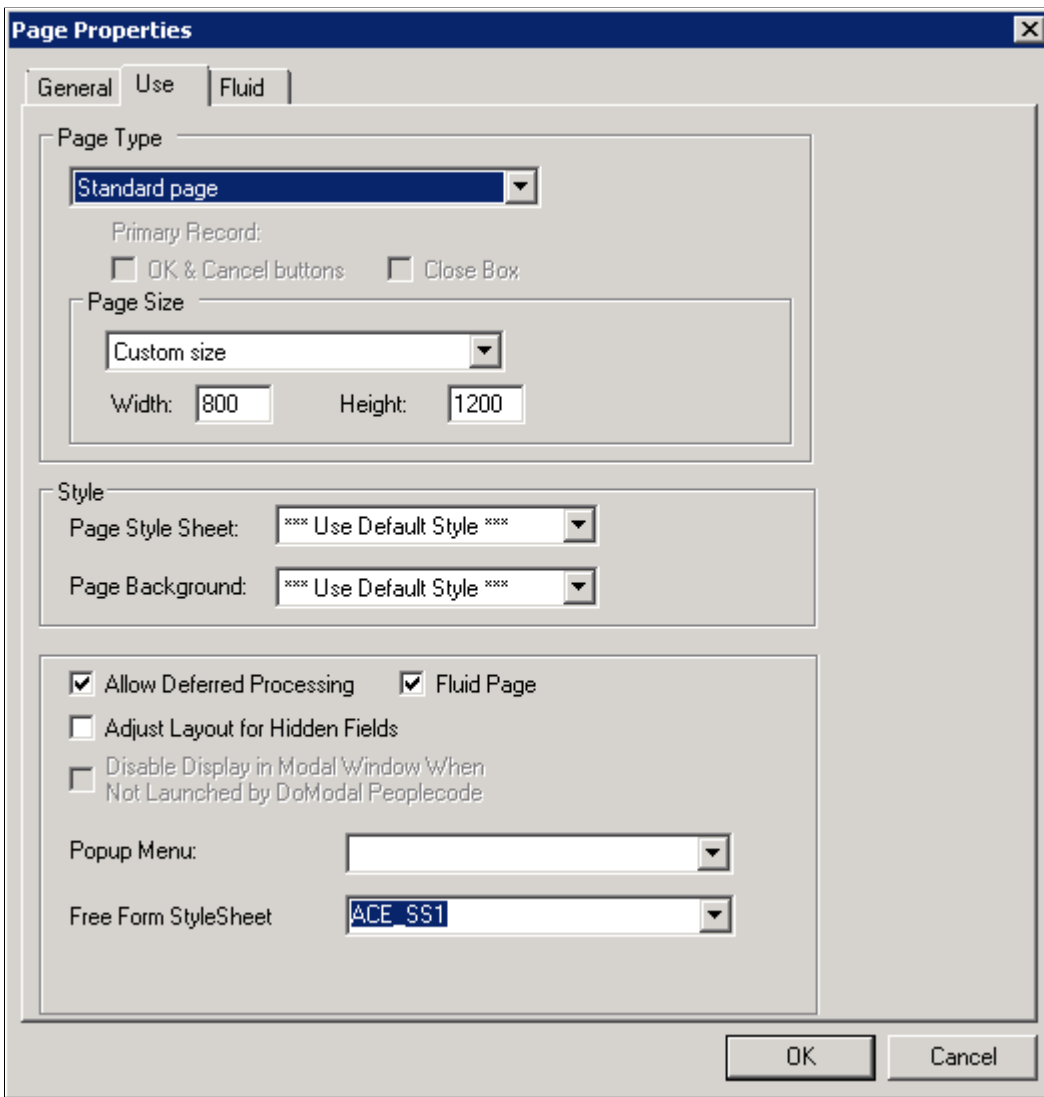 Page Properties
General Use Fluid
Page Type
Standard page
Primary Record:
OK & Cancel buttons Close Box
Page Size
Custom size
Width: 800 Height: 1200
Style
Page Style Sheet: *** Use Default Style ***
Page Background: *** Use Default Style ***
Allow Deferred Processing Fluid Page
Adjust Layout for Hidden Fields
Disable Display in Modal Window When
Not Launched by DoModal Peoplecode
Popup Menu:
Free Form StyleSheet ACE_SS1
OK Cancel